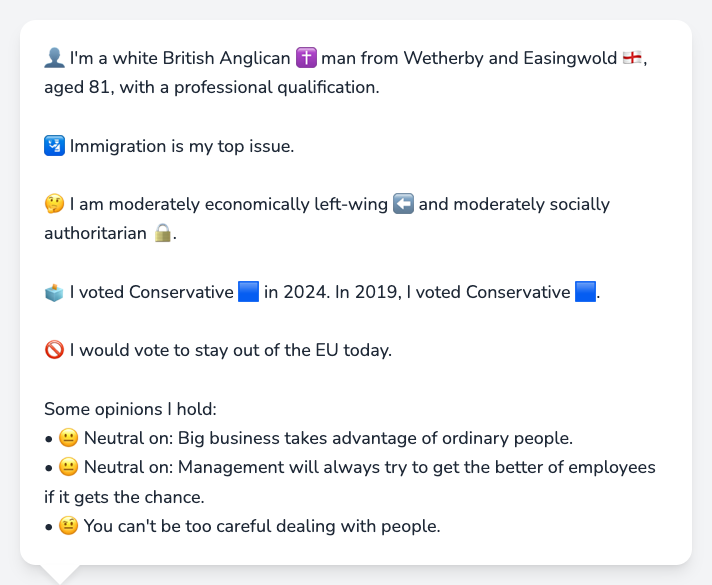 👤 I'm a white British Anglican ✝️ man from Wetherby and Easingwold 🏴󠁧󠁢󠁥󠁮󠁧󠁿,
aged 81, with a professional qualification.
🛂 Immigration is my top issue.
🤔 I am moderately economically left-wing ⬅️ and moderately socially
authoritarian 🔒.
🗳️ I voted Conservative 🟦 in 2024. In 2019, I voted Conservative 🟦.
🚫 I would vote to stay out of the EU today.
Some opinions I hold:
• 😐 Neutral on: Big business takes advantage of ordinary people.
• 😐 Neutral on: Management will always try to get the better of employees
if it gets the chance.
• 🤨 You can't be too careful dealing with people.